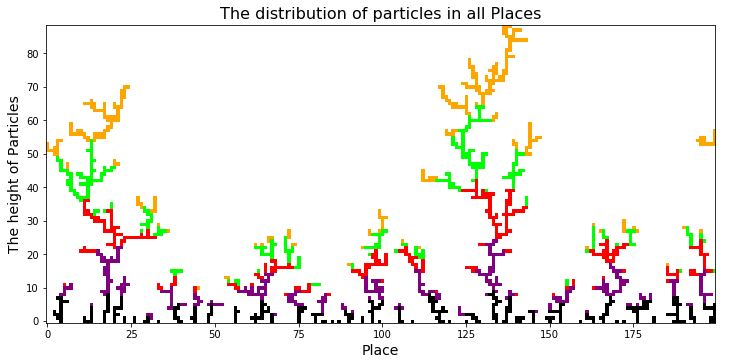 The distribution of particles in all Places
The height of Particles
80
70
60
50
40
30
20
10
0
0 25 50 75 100 125 150 175
Place